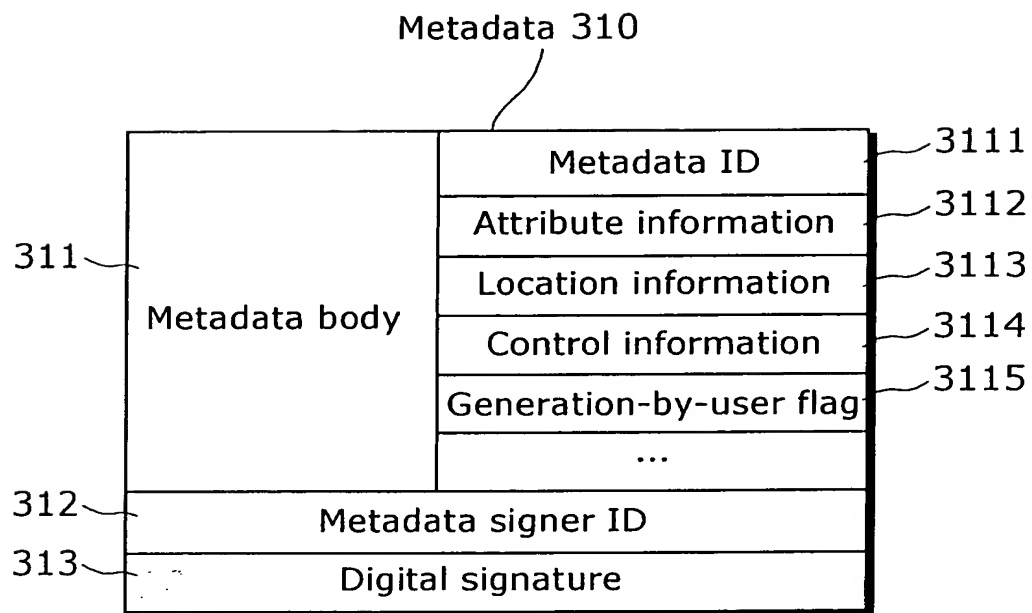 Metadata 310
Metadata ID
3111
Attribute information
3112
311
Location information
3113
Metadata body
Control information
3114
Generation-by-user flag
3115
...
312
Metadata signer ID
313
Digital signature